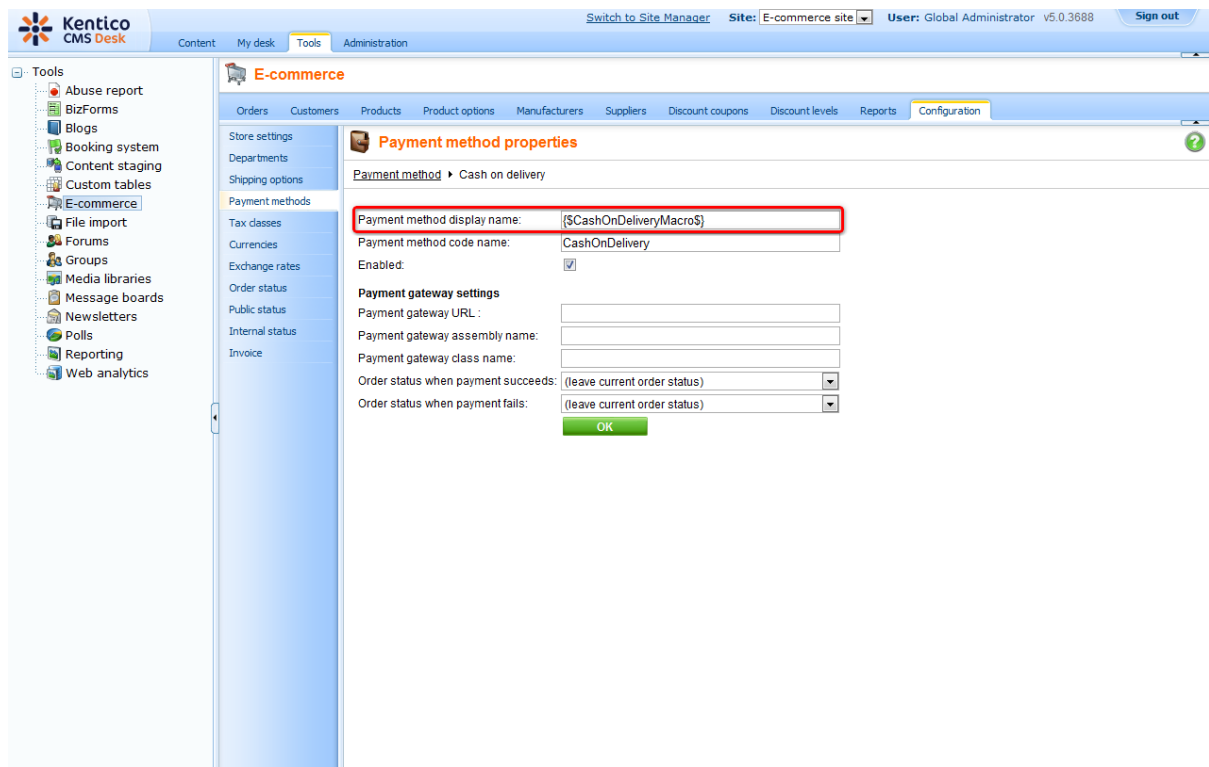 Kentico
CMS Desk
Switch to Site Manager Site: E-commerce site User: Global Administrator v5.0.3688 Sign out
Content My desk Tools Administration
Tools
Abuse report
BizForms
Blogs
Booking system
Content staging
Custom tables
E-commerce
File import
Forums
Groups
Media libraries
Message boards
Newsletters
Polls
Reporting
Web analytics
E-commerce
Orders Customers Products Product options Manufacturers Suppliers Discount coupons Discount levels Reports Configuration
Store settings
Departments
Shipping options
Payment methods
Tax classes
Currencies
Exchange rates
Order status
Public status
Internal status
Invoice
Payment method properties
Payment method Cash on delivery
Payment method display name: {$CashOnDeliveryMacro$}
Payment method code name: CashOnDelivery
Enabled:
Payment gateway settings
Payment gateway URL :
Payment gateway assembly name:
Payment gateway class name:
Order status when payment succeeds: (leave current order status)
Order status when payment fails: (leave current order status)
OK